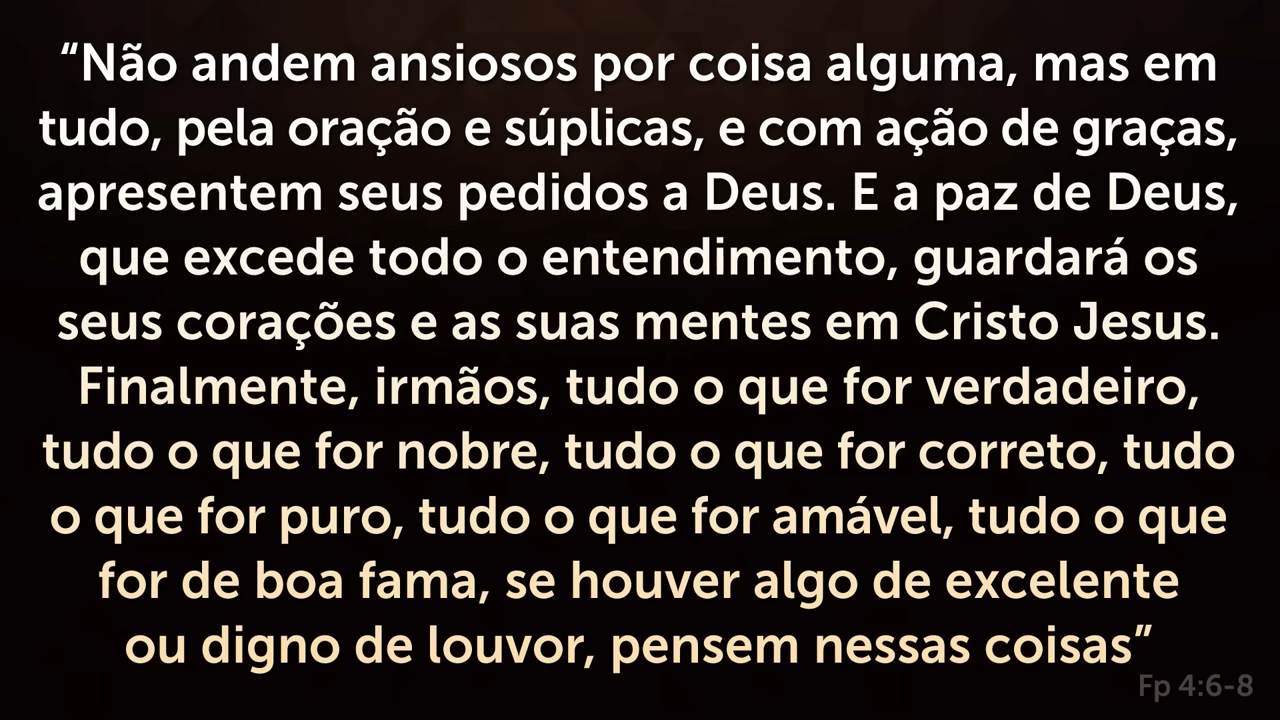 “Não andem ansiosos por coisa alguma, mas em
tudo, pela oração e súplicas, e com ação de graças,
apresentem seus pedidos a Deus. E a paz de Deus,
que excede todo o entendimento, guardará os
seus corações e as suas mentes em Cristo Jesus.
Finalmente, irmãos, tudo o que for verdadeiro,
tudo o que for nobre, tudo o que for correto, tudo
o que for puro, tudo o que for amável, tudo o que
for de boa fama, se houver algo de excelente
ou digno de louvor, pensem nessas coisas”
Fp 4:6-8